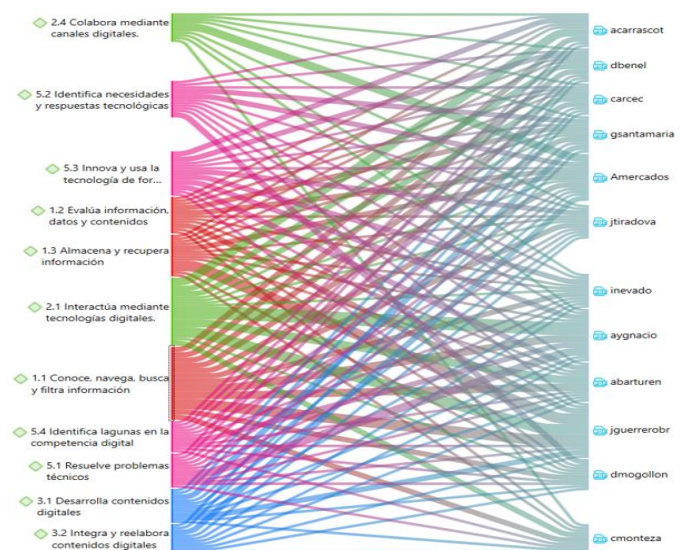 2.4 Colabora mediante
canales digitales.
5.2 Identifica necesidades
y respuestas tecnológicas
5.3 Innova y usa la
tecnología de for...
1.2 Evalúa información,
datos y contenidos
1.3 Almacena y recupera
información
2.1 Interactúa mediante
tecnologías digitales.
1.1 Conoce, navega, busca
y filtra información
5.4 Identifica lagunas en la
competencia digital
5.1 Resuelve problemas
técnicos
3.1 Desarrolla contenidos
digitales
3.2 Integra y reelabora
contenidos digitales
acarrascot
dbenel
carcec
gsantamaria
Amercados
jtiradova
inevado
aygnacio
abarturen
jguerrerobr
dmogollon
cmonteza